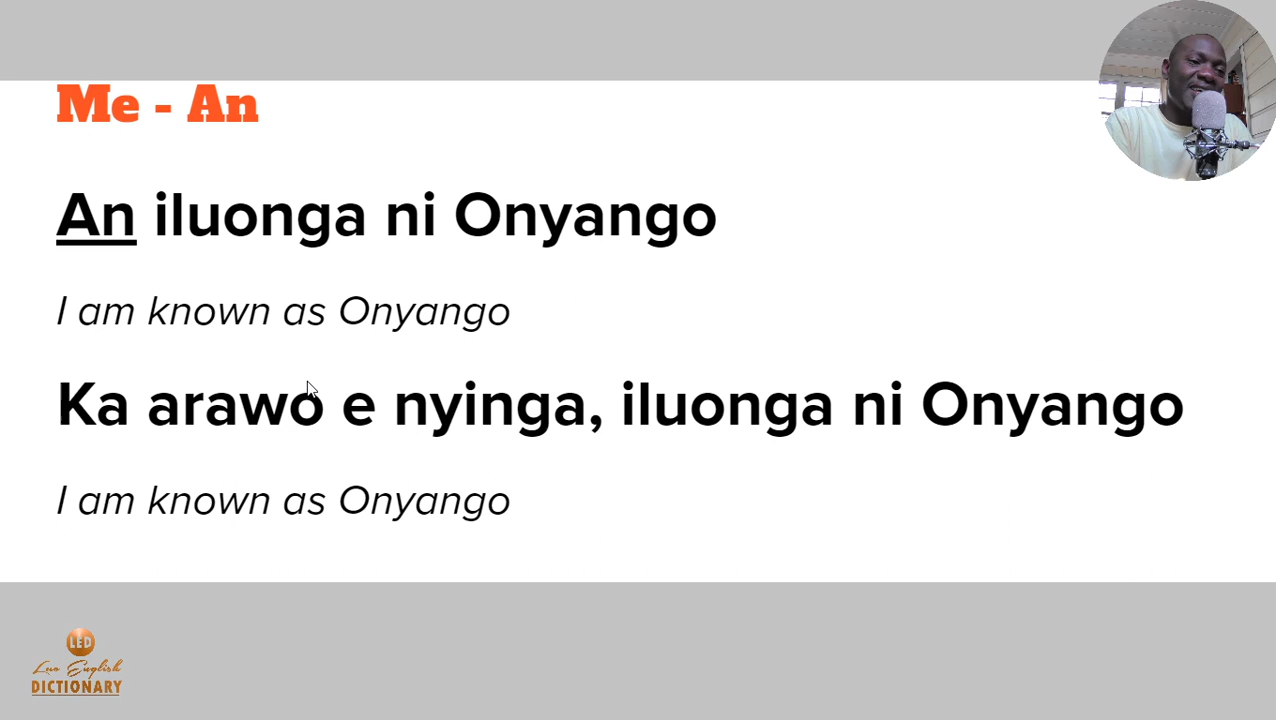 Me - An
An iluonga ni Onyango
I am known as Onyango
Ka arawo e nyinga, iluonga ni Onyango
I am known as Onyango
LED
Luo English
DICTIONARY